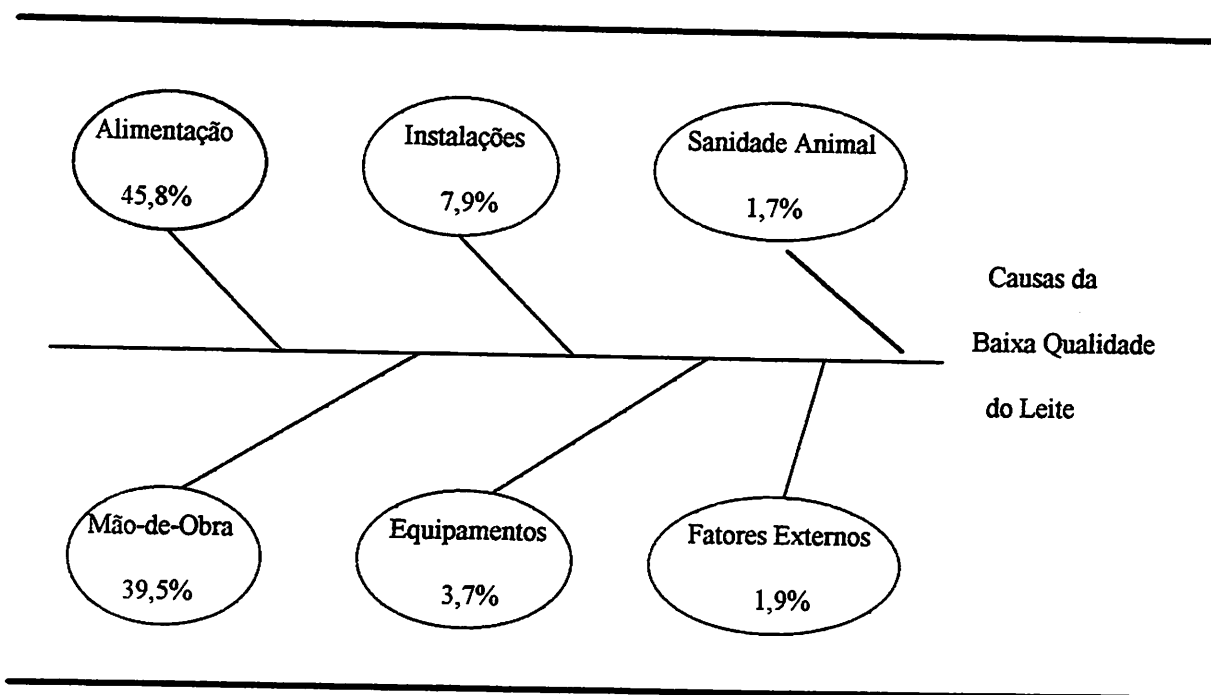 Alimentação
45,8%
Instalações
7,9%
Sanidade Animal
1,7%
Causas da
Baixa Qualidade
do Leite
Mão-de-Obra
39,5%
Equipamentos
3,7%
Fatores Externos
1,9%